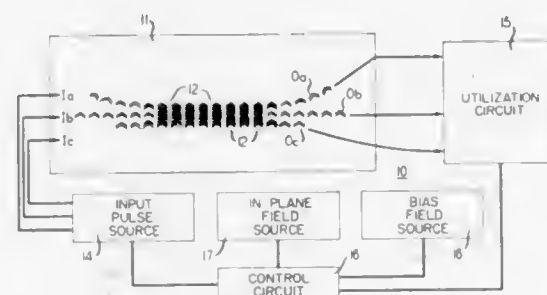 11
15
Ia
12
Oa
Ob
Ib
Ic
12
Oc
UTILIZATION
CIRCUIT
10
INPUT
PULSE
SOURCE
IN PLANE
FIELD
SOURCE
BIAS
FIELD
SOURCE
14
17
16
CONTROL
CIRCUIT